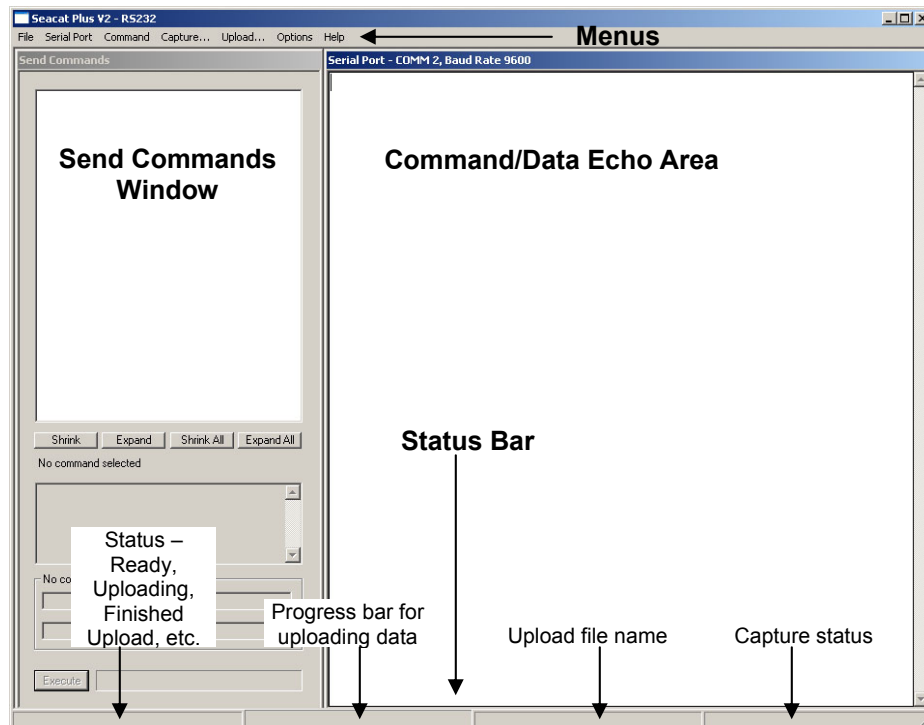 Seacat Plus V2 - RS232
File Serial Port Command Capture... Upload... Options Help
Menus
Send Commands
Serial Port - COMM 2, Baud Rate 9600
Send Commands
Window
Command/Data Echo Area
Shrink Expand Shrink All Expand All
No command selected
Status Bar
Status –
Ready,
Uploading,
Finished
Upload, etc.
No co
Progress bar for
uploading data
Upload file name
Capture status
Execute